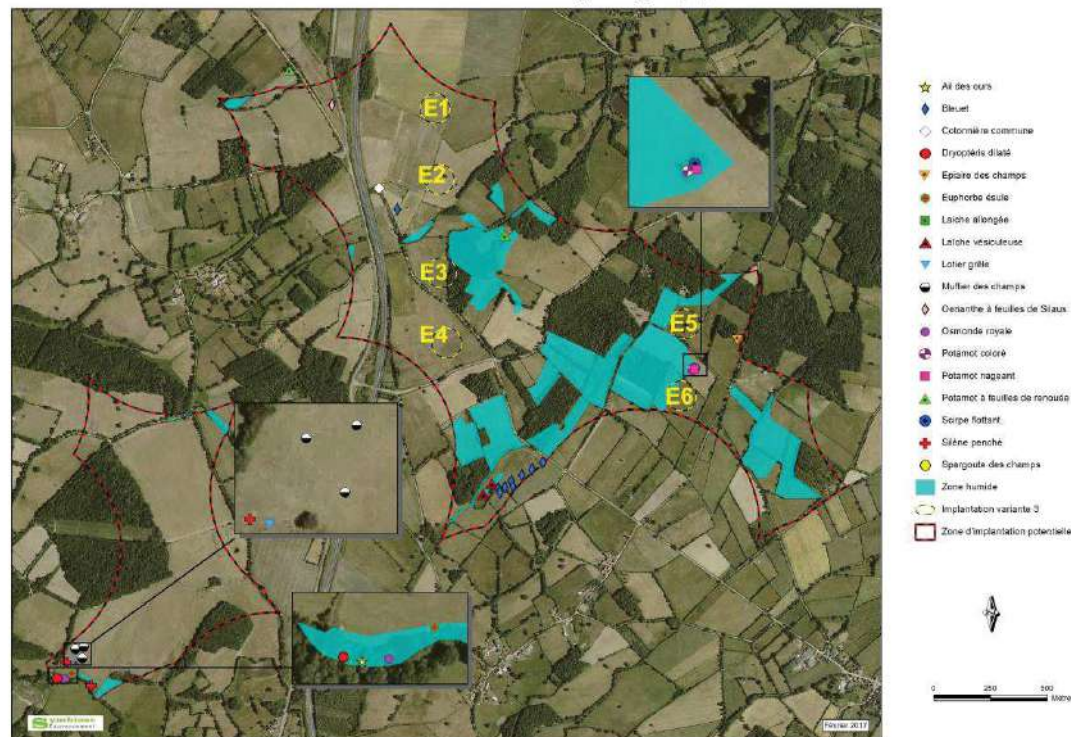 E1
E2
E3
E4
E5
E6
Ail des ours
Bleuet
Cotonnière commune
Dryoptéris dilaté
Epiaire des champs
Euphorbe ésule
Laîche allongée
Laîche vésiculeuse
Lotier grêle
Muflier des champs
Oenanthe à feuilles de Silaus
Osmonde royale
Potamot coloré
Potamot nageant
Potamot à feuilles de renouée
Scirpe flottant
Silène penché
Spargoute des champs
Zone humide
Implantation variante 3
Zone d'implantation potentielle
0 250 500
Mètres
Synergis
Environnement
Février 2017